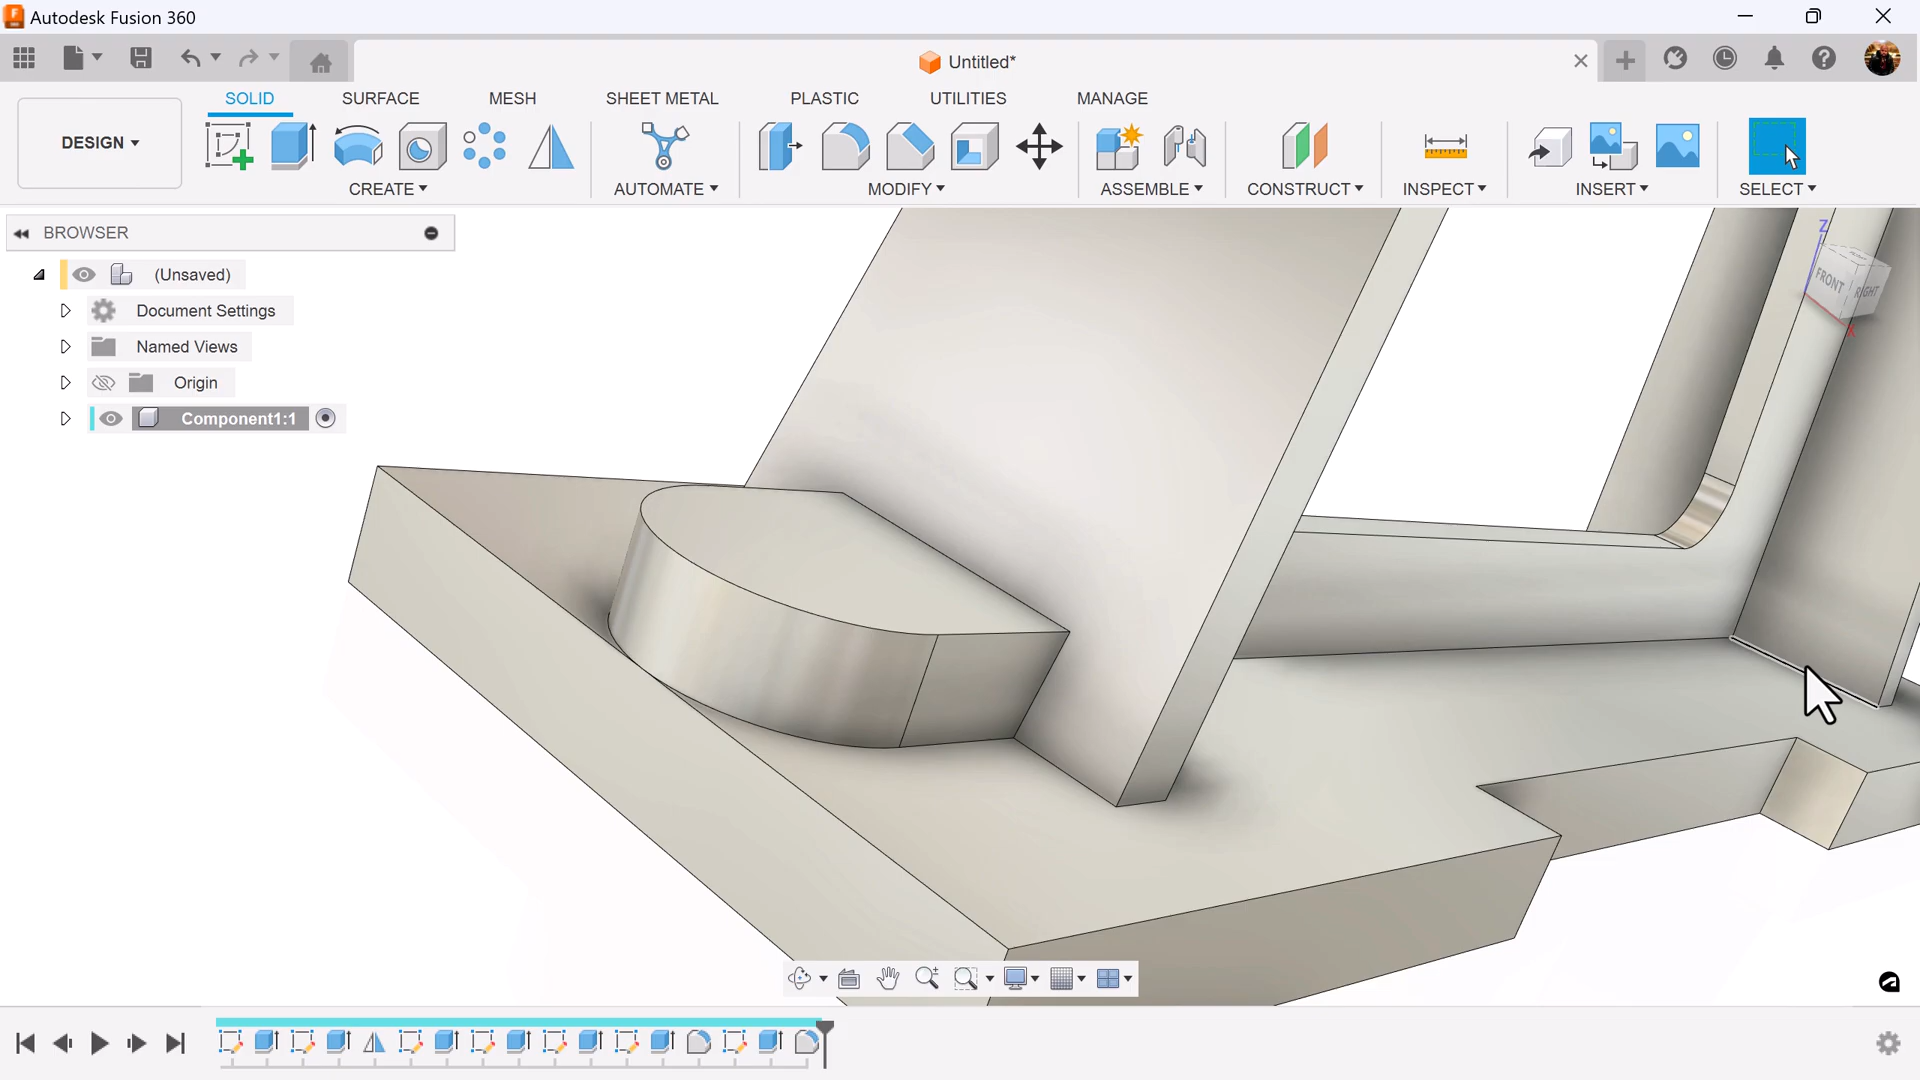 Autodesk Fusion 360
Untitled*
SOLID SURFACE MESH SHEET METAL PLASTIC UTILITIES MANAGE
DESIGN
CREATE AUTOMATE MODIFY ASSEMBLE CONSTRUCT INSPECT INSERT SELECT
BROWSER
(Unsaved)
Document Settings
Named Views
Origin
Component1:1
Z
FRONT RIGHT
X